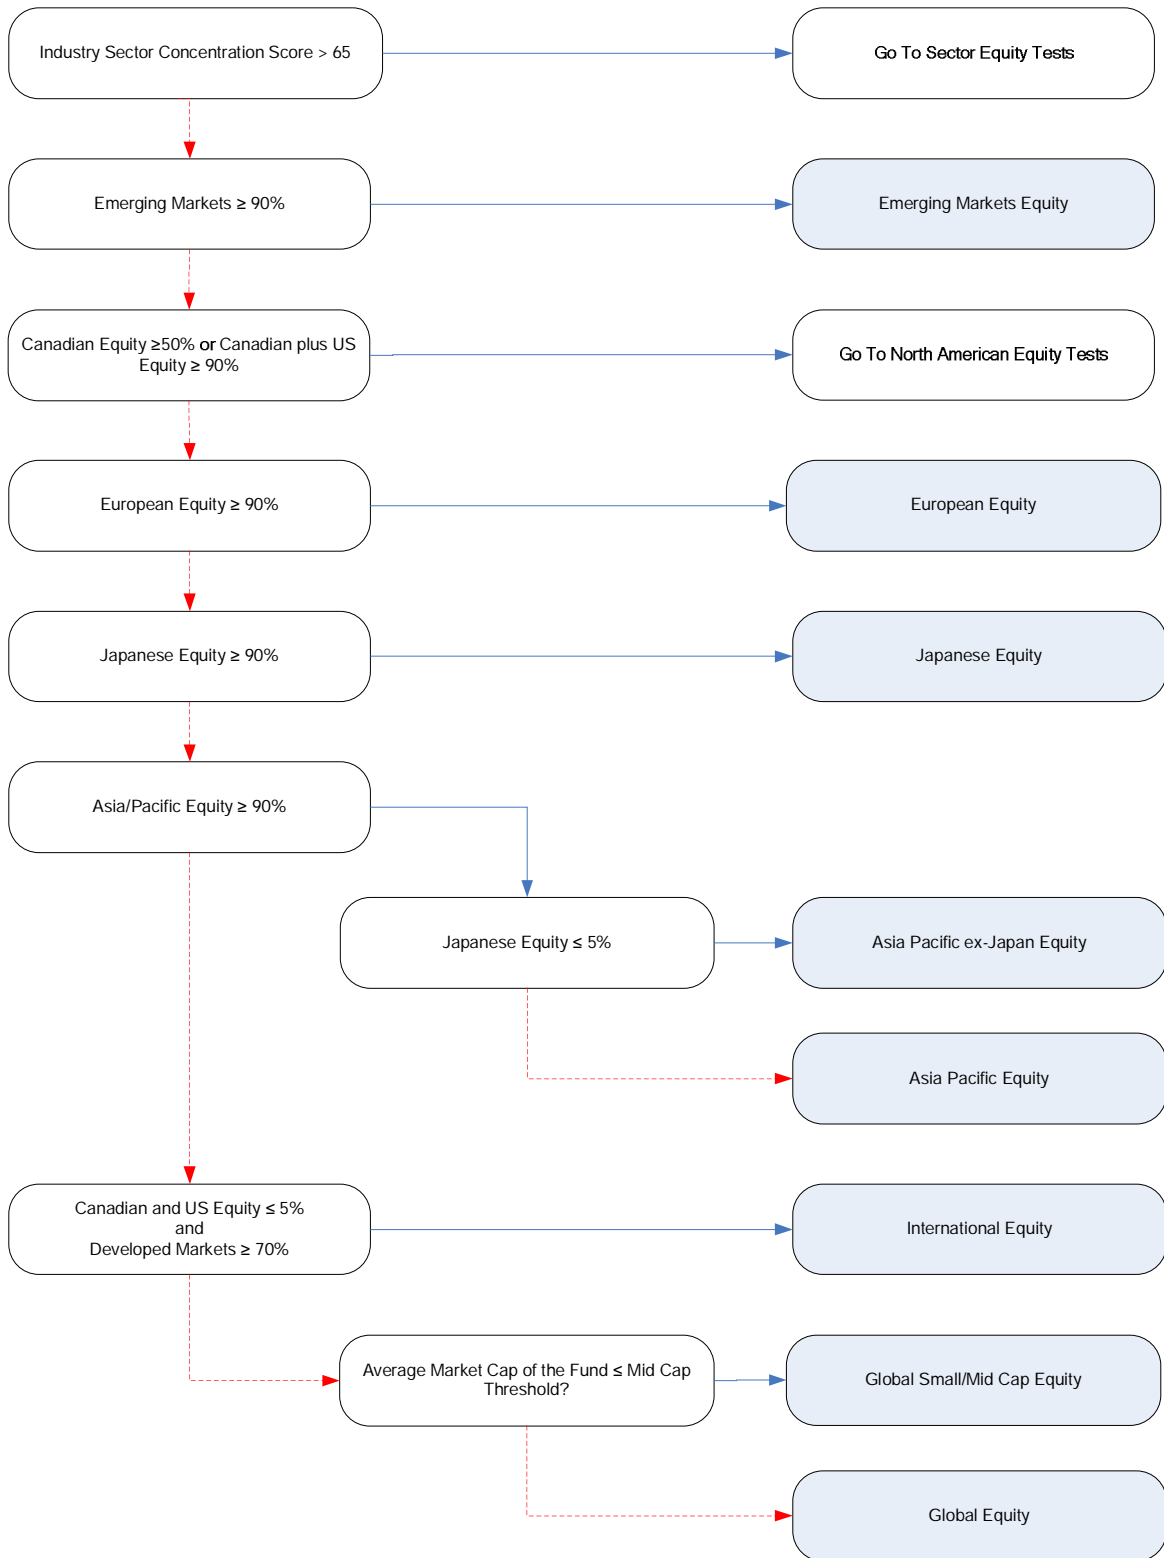 Industry Sector Concentration Score > 65
Go To Sector Equity Tests
Emerging Markets ≥ 90%
Emerging Markets Equity
Canadian Equity ≥50% or Canadian plus US
Equity ≥ 90%
Go To North American Equity Tests
European Equity ≥ 90%
European Equity
Japanese Equity ≥ 90%
Japanese Equity
Asia/Pacific Equity ≥ 90%
Japanese Equity ≤ 5%
Asia Pacific ex-Japan Equity
Asia Pacific Equity
Canadian and US Equity ≤ 5%
and
Developed Markets ≥ 70%
International Equity
Average Market Cap of the Fund ≤ Mid Cap
Threshold?
Global Small/Mid Cap Equity
Global Equity